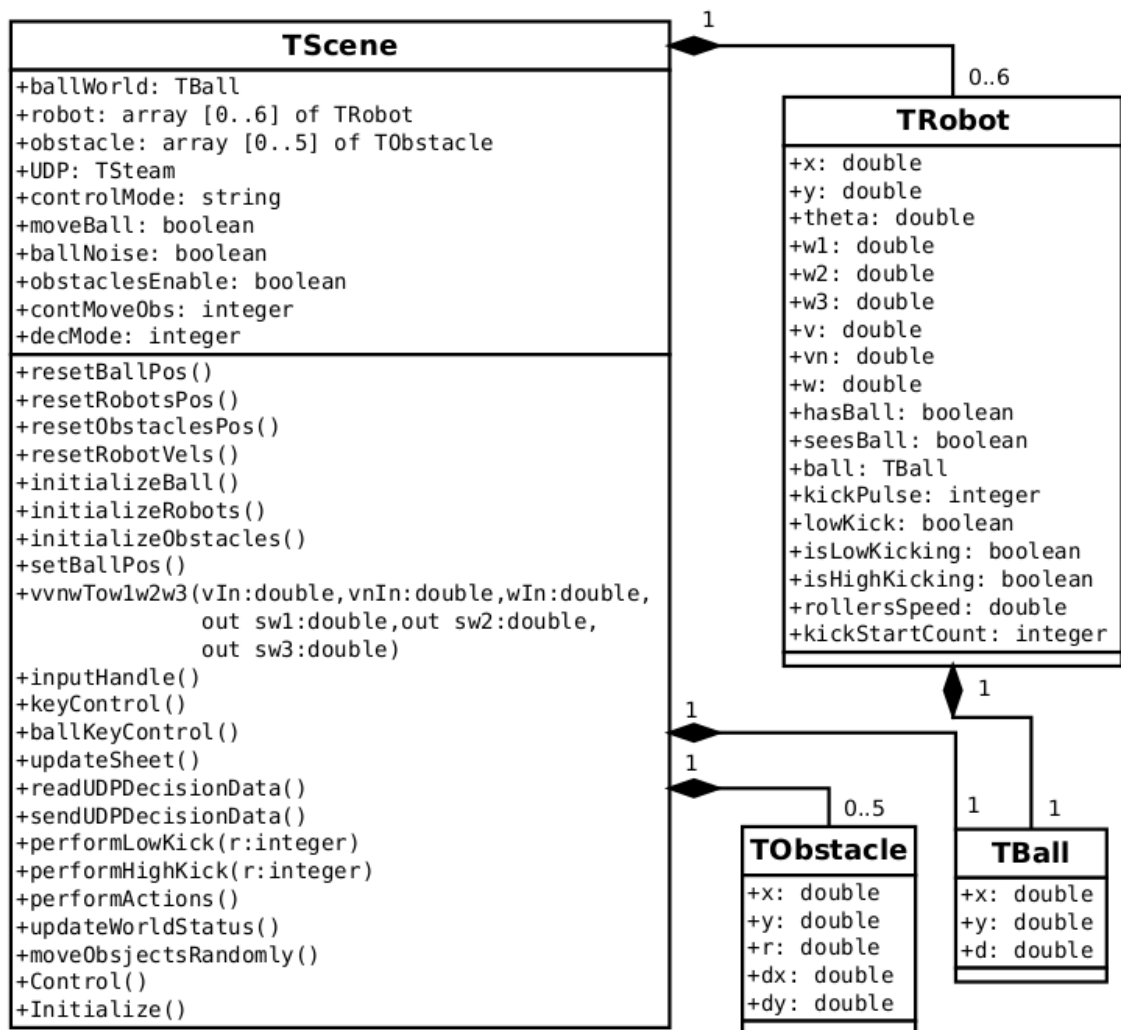 TScene
+ballWorld: TBall
+robot: array [0..6] of TRobot
+obstacle: array [0..5] of TObstacle
+UDP: TSteam
+controlMode: string
+moveBall: boolean
+ballNoise: boolean
+obstaclesEnable: boolean
+contMoveObs: integer
+decMode: integer
+resetBallPos()
+resetRobotsPos()
+resetObstaclesPos()
+resetRobotVels()
+initializeBall()
+initializeRobots()
+initializeObstacles()
+setBallPos()
+vvnwTow1w2w3(vIn:double,vnIn:double,wIn:double,
out sw1:double,out sw2:double,
out sw3:double)
+inputHandle()
+keyControl()
+ballKeyControl()
+updateSheet()
+readUDPDecisionData()
+sendUDPDecisionData()
+performLowKick(r:integer)
+performHighKick(r:integer)
+performActions()
+updateWorldStatus()
+moveObsjectsRandomly()
+Control()
+Initialize()
1
0..6
TRobot
+x: double
+y: double
+theta: double
+w1: double
+w2: double
+w3: double
+v: double
+vn: double
+w: double
+hasBall: boolean
+seesBall: boolean
+ball: TBall
+kickPulse: integer
+lowKick: boolean
+isLowKicking: boolean
+isHighKicking: boolean
+rollersSpeed: double
+kickStartCount: integer
1
1
1
0..5
1
1
TObstacle
+x: double
+y: double
+r: double
+dx: double
+dy: double
TBall
+x: double
+y: double
+d: double